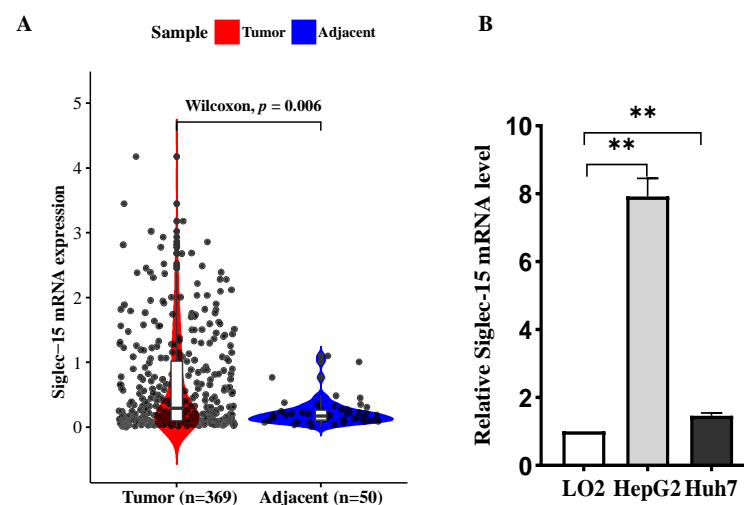 A
Sample Tumor Adjacent
Siglec−15 mRNA expression
5
4
3
2
1
0
Wilcoxon, p = 0.006
Tumor (n=369) Adjacent (n=50)
B
Relative Siglec-15 mRNA level
10
8
6
4
2
0
**
**
LO2 HepG2 Huh7